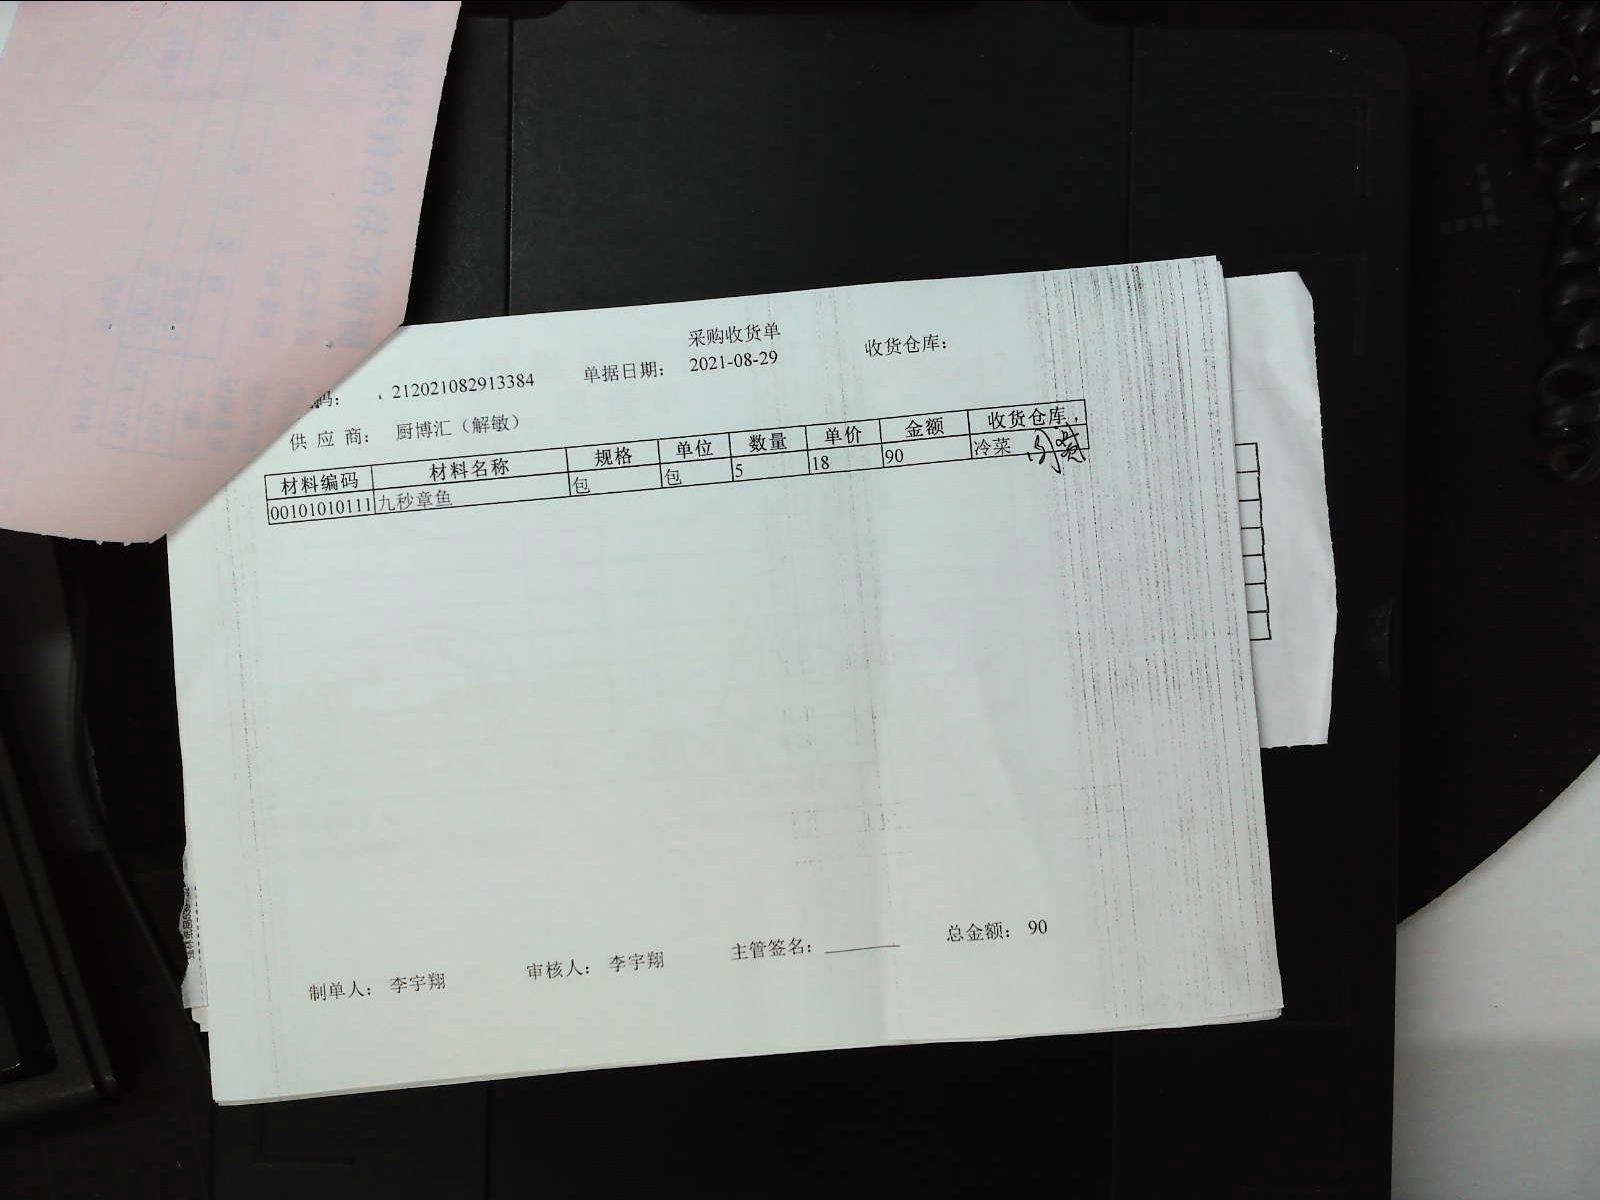 采购收货单
码： 212021082913384 单据日期： 2021-08-29 收货仓库：
供 应 商： 厨博汇（解敏）
材料编码 材料名称 规格 单位 数量 单价 金额 收货仓库
00101010111 九秒章鱼 包 包 5 18 90 冷菜
制单人： 李宇翔 审核人： 李宇翔 主管签名： 总金额： 90